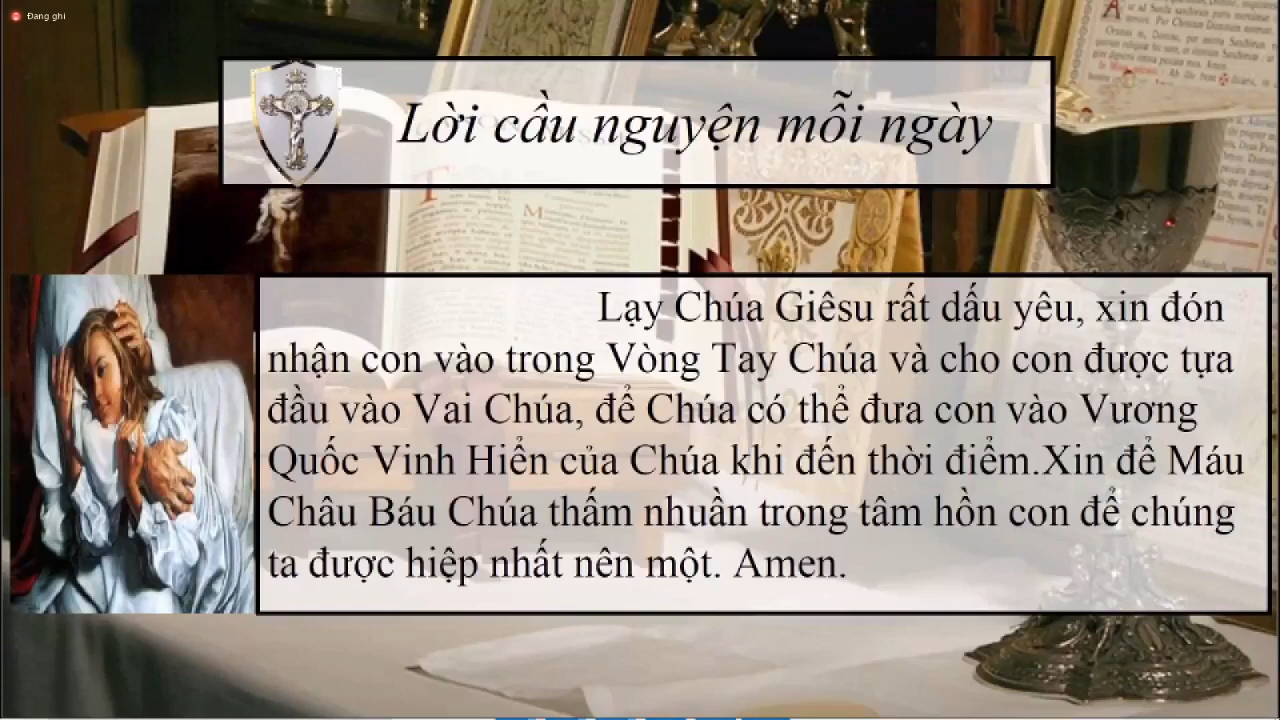 Đang ghi
Lời cầu nguyện mỗi ngày
Lạy Chúa Giêsu rất dấu yêu, xin đón
nhận con vào trong Vòng Tay Chúa và cho con được tựa
đầu vào Vai Chúa, để Chúa có thể đưa con vào Vương
Quốc Vinh Hiển của Chúa khi đến thời điểm.Xin để Máu
Châu Báu Chúa thấm nhuần trong tâm hồn con để chúng
ta được hiệp nhất nên một. Amen.